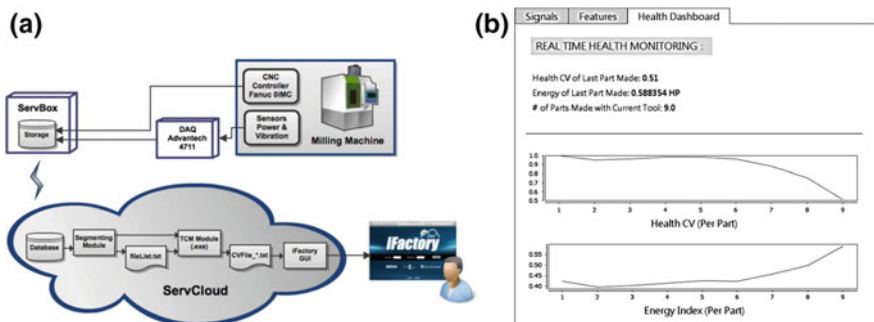 (a)
CNC
Controller
Fanuc 0iMC
Sensors
Power &
Vibration
Milling Machine
ServBox
Storage
DAQ
Advantech
4711
Database
Segmenting
Module
fileList.txt
TCM Module
(.exe)
CVFile_*.txt
iFactory
GUI
ServCloud
iFactory
(b)
Signals
Features
Health Dashboard
REAL TIME HEALTH MONITORING :
Health CV of Last Part Made: 0.51
Energy of Last Part Made: 0.588354 HP
# of Parts Made with Current Tool: 9.0
1.0
0.9
0.8
0.7
0.6
0.5
1 2 3 4 5 6 7 8 9
Health CV (Per Part)
0.55
0.50
0.45
0.40
1 2 3 4 5 6 7 8 9
Energy Index (Per Part)